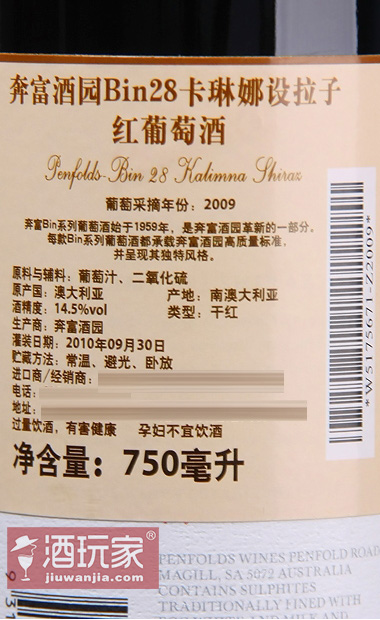 奔富酒园Bin28卡琳娜设拉子
红葡萄酒
Penfolds-Bin 28 Kalimna Shiraz
葡萄采摘年份：2009
奔富Bin系列葡萄酒始于1959年，是奔富酒园革新的一部分。
每款Bin系列葡萄酒都承载奔富酒园高质量标准，
并呈现其独特风格。
原料与辅料：葡萄汁、二氧化硫
原产国：澳大利亚 产地：南澳大利亚
酒精度：14.5%vol 类型：干红
生产商：奔富酒园
灌装日期：2010年09月30日
贮藏方法：常温、避光、卧放
进口商/经销商：
电话：
地址：
过量饮酒，有害健康 孕妇不宜饮酒
净含量：750毫升
*W5175671-Z2009*
酒玩家®
jiuwanjia.com
PENFOLDS WINES PENFOLD ROAD
MAGILL, SA 5072 AUSTRALIA
CONTAINS SULPHITES
TRADITIONALLY FINED WITH